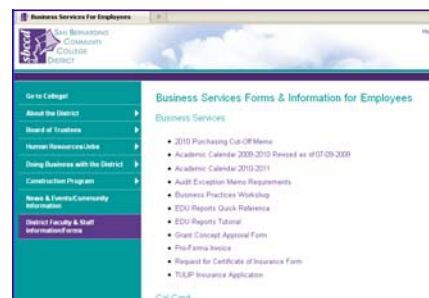 Business Services For Employees
SAN BERNARDINO
COMMUNITY
COLLEGE
DISTRICT
sbccd
Go to College!
About the District
Board of Trustees
Human Resources/Jobs
Doing Business with the District
Construction Program
News & Events/Community
Information
District Faculty & Staff
Information/Forms
Business Services Forms & Information for Employees
Business Services
2010 Purchasing Cut-Off Memo
Academic Calendar 2009-2010 Revised as of 07-09-2009
Academic Calendar 2010-2011
Audit Exception Memo Requirements
Business Practices Workshop
EDU Reports Quick Reference
EDU Reports Tutorial
Grant Concept Approval Form
Pro-Forma Invoice
Request for Certificate of Insurance Form
TULIP Insurance Application
Cal Card